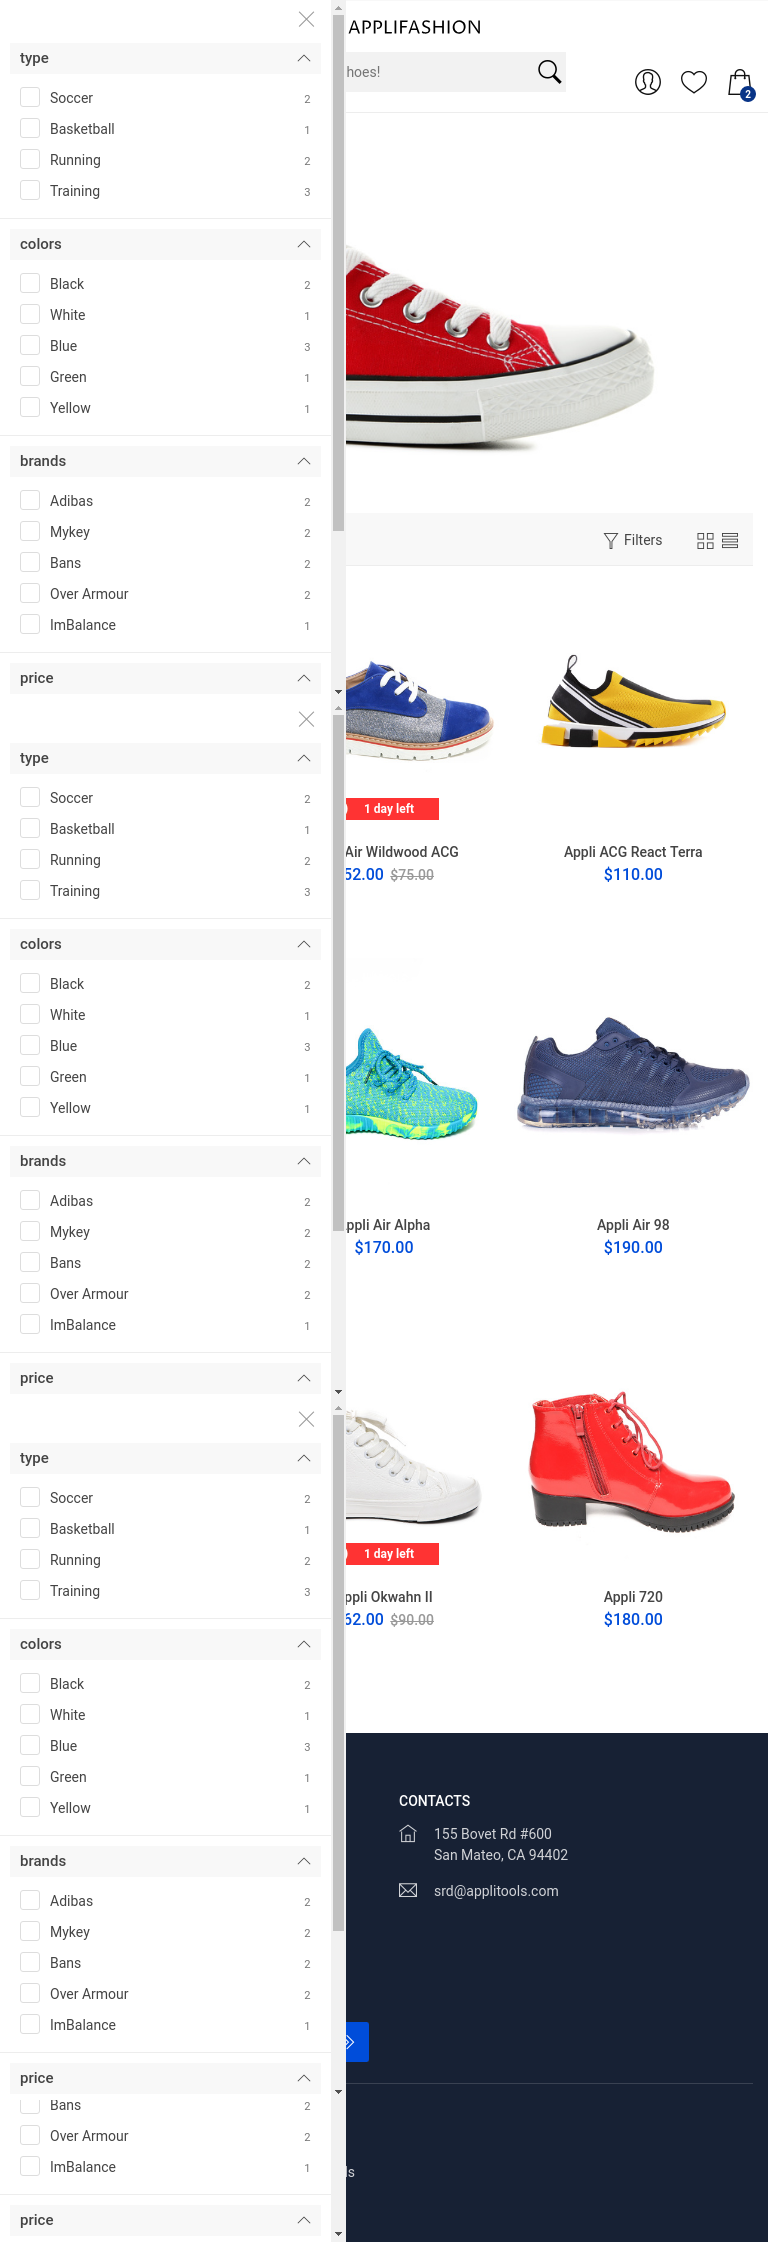 APPLIFASHION
hoes!
2
type
Soccer 2
Basketball 1
Running 2
Training 3
colors
Black 2
White 1
Blue 3
Green 1
Yellow 1
brands
Adibas 2
Mykey 2
Bans 2
Over Armour 2
ImBalance 1
price
Filters
type
Soccer 2
Basketball 1
Running 2
Training 3
colors
Black 2
White 1
Blue 3
Green 1
Yellow 1
brands
Adibas 2
Mykey 2
Bans 2
Over Armour 2
ImBalance 1
price
1 day left
Air Wildwood ACG
52.00 $75.00
Appli ACG React Terra
$110.00
ppli Air Alpha
$170.00
Appli Air 98
$190.00
type
Soccer 2
Basketball 1
Running 2
Training 3
colors
Black 2
White 1
Blue 3
Green 1
Yellow 1
brands
Adibas 2
Mykey 2
Bans 2
Over Armour 2
ImBalance 1
price
1 day left
ppli Okwahn II
62.00 $90.00
Appli 720
$180.00
CONTACTS
155 Bovet Rd #600
San Mateo, CA 94402
srd@applitools.com
Bans 2
Over Armour 2
ImBalance 1
price
ls